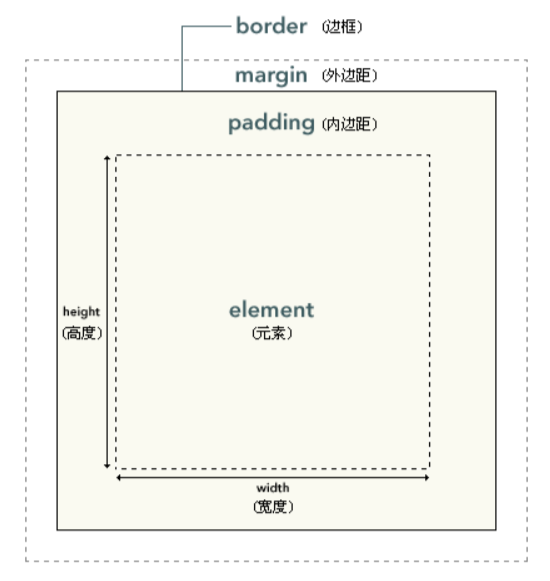 border (边框)
margin (外边距)
padding (内边距)
height
(高度)
element
(元素)
width
(宽度)